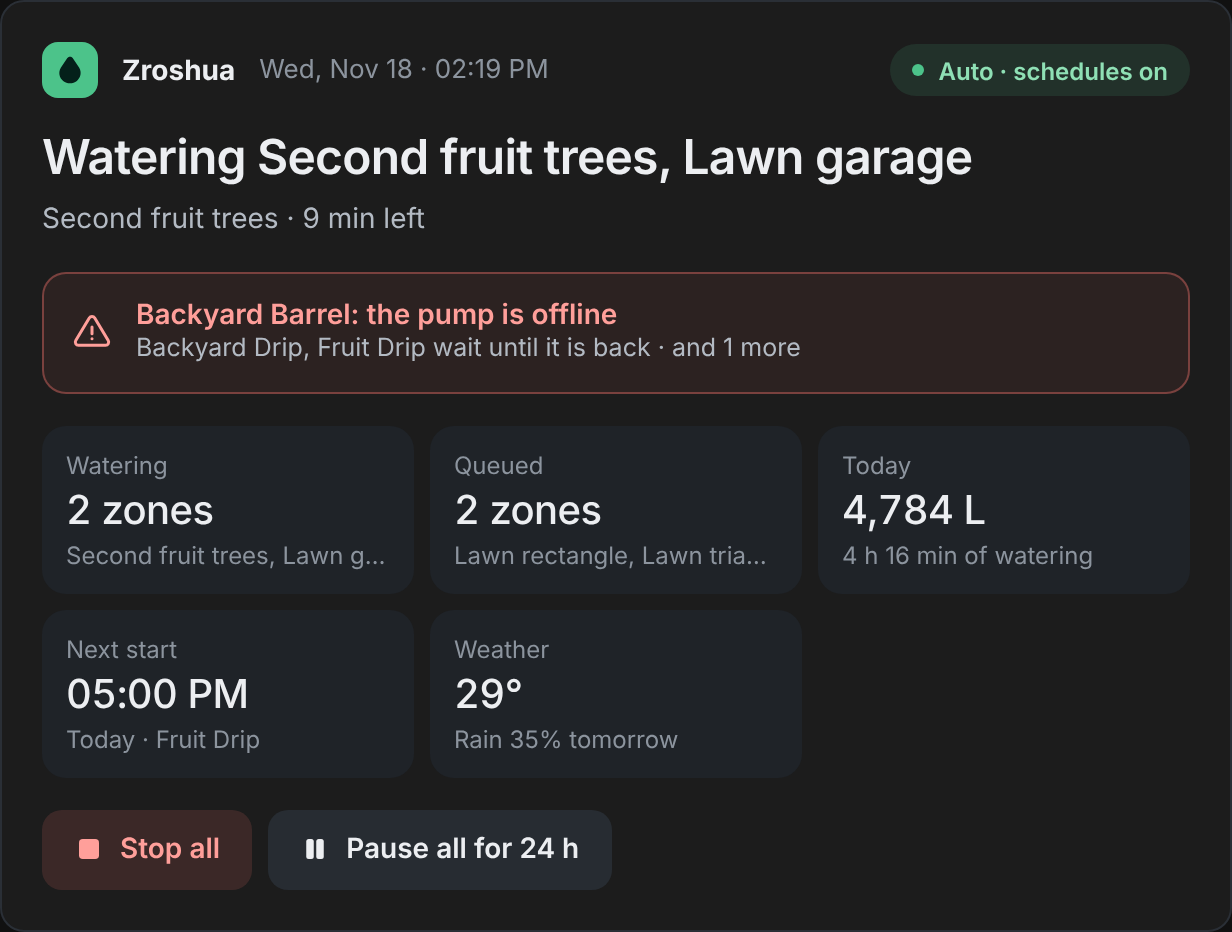 Zroshua Wed, Nov 18 · 02:19 PM
Auto · schedules on
Watering Second fruit trees, Lawn garage
Second fruit trees · 9 min left
Backyard Barrel: the pump is offline
Backyard Drip, Fruit Drip wait until it is back · and 1 more
Watering
2 zones
Second fruit trees, Lawn g...
Queued
2 zones
Lawn rectangle, Lawn tria...
Today
4,784 L
4 h 16 min of watering
Next start
05:00 PM
Today · Fruit Drip
Weather
29°
Rain 35% tomorrow
Stop all
Pause all for 24 h